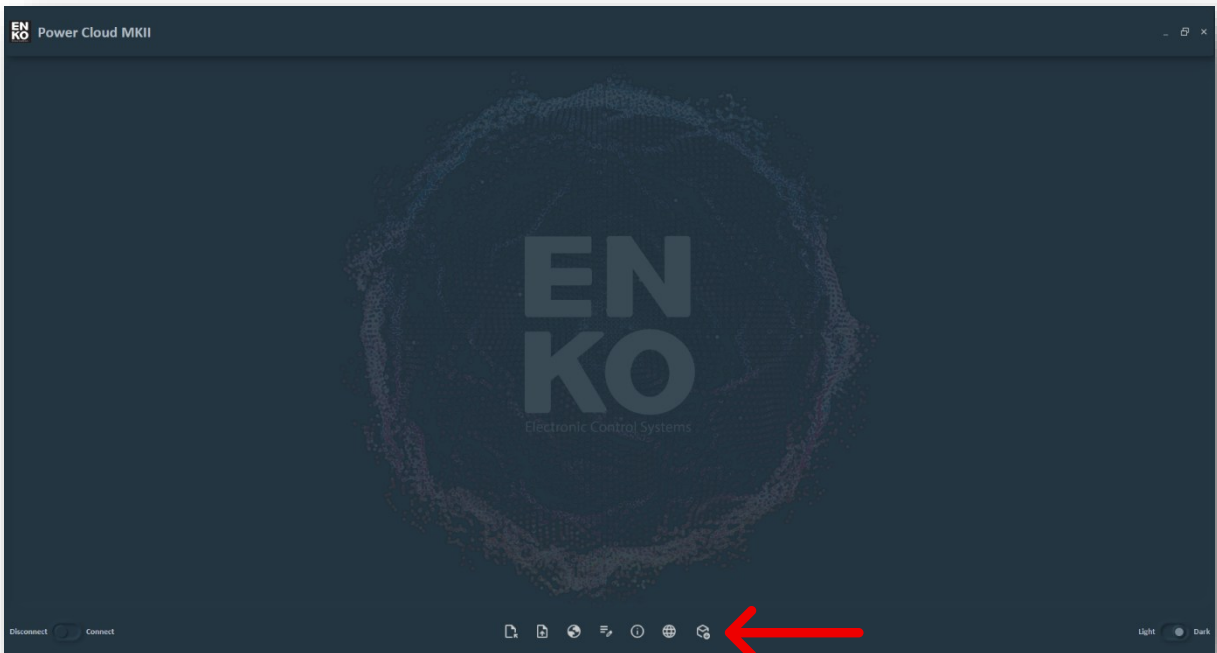 EN
KO
Power Cloud MKII
EN
KO
Electronic Control Systems
Disconnect Connect
Light Dark